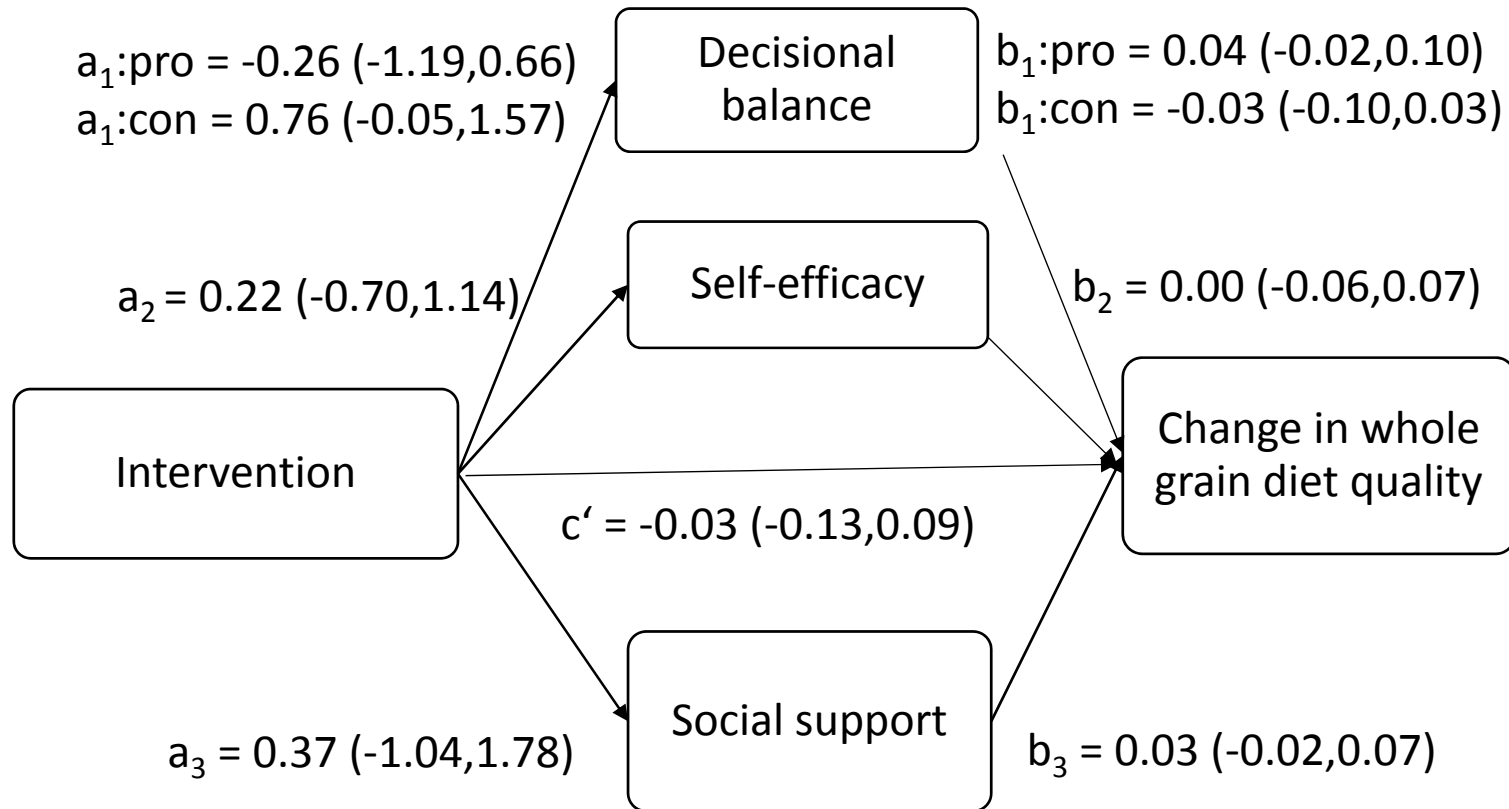 a₁:pro = -0.26 (-1.19,0.66)
a₁:con = 0.76 (-0.05,1.57)
Decisional
balance
b₁:pro = 0.04 (-0.02,0.10)
b₁:con = -0.03 (-0.10,0.03)
a₂ = 0.22 (-0.70,1.14)
Self-efficacy
b₂ = 0.00 (-0.06,0.07)
Intervention
Change in whole
grain diet quality
c‘ = -0.03 (-0.13,0.09)
a₃ = 0.37 (-1.04,1.78)
Social support
b₃ = 0.03 (-0.02,0.07)